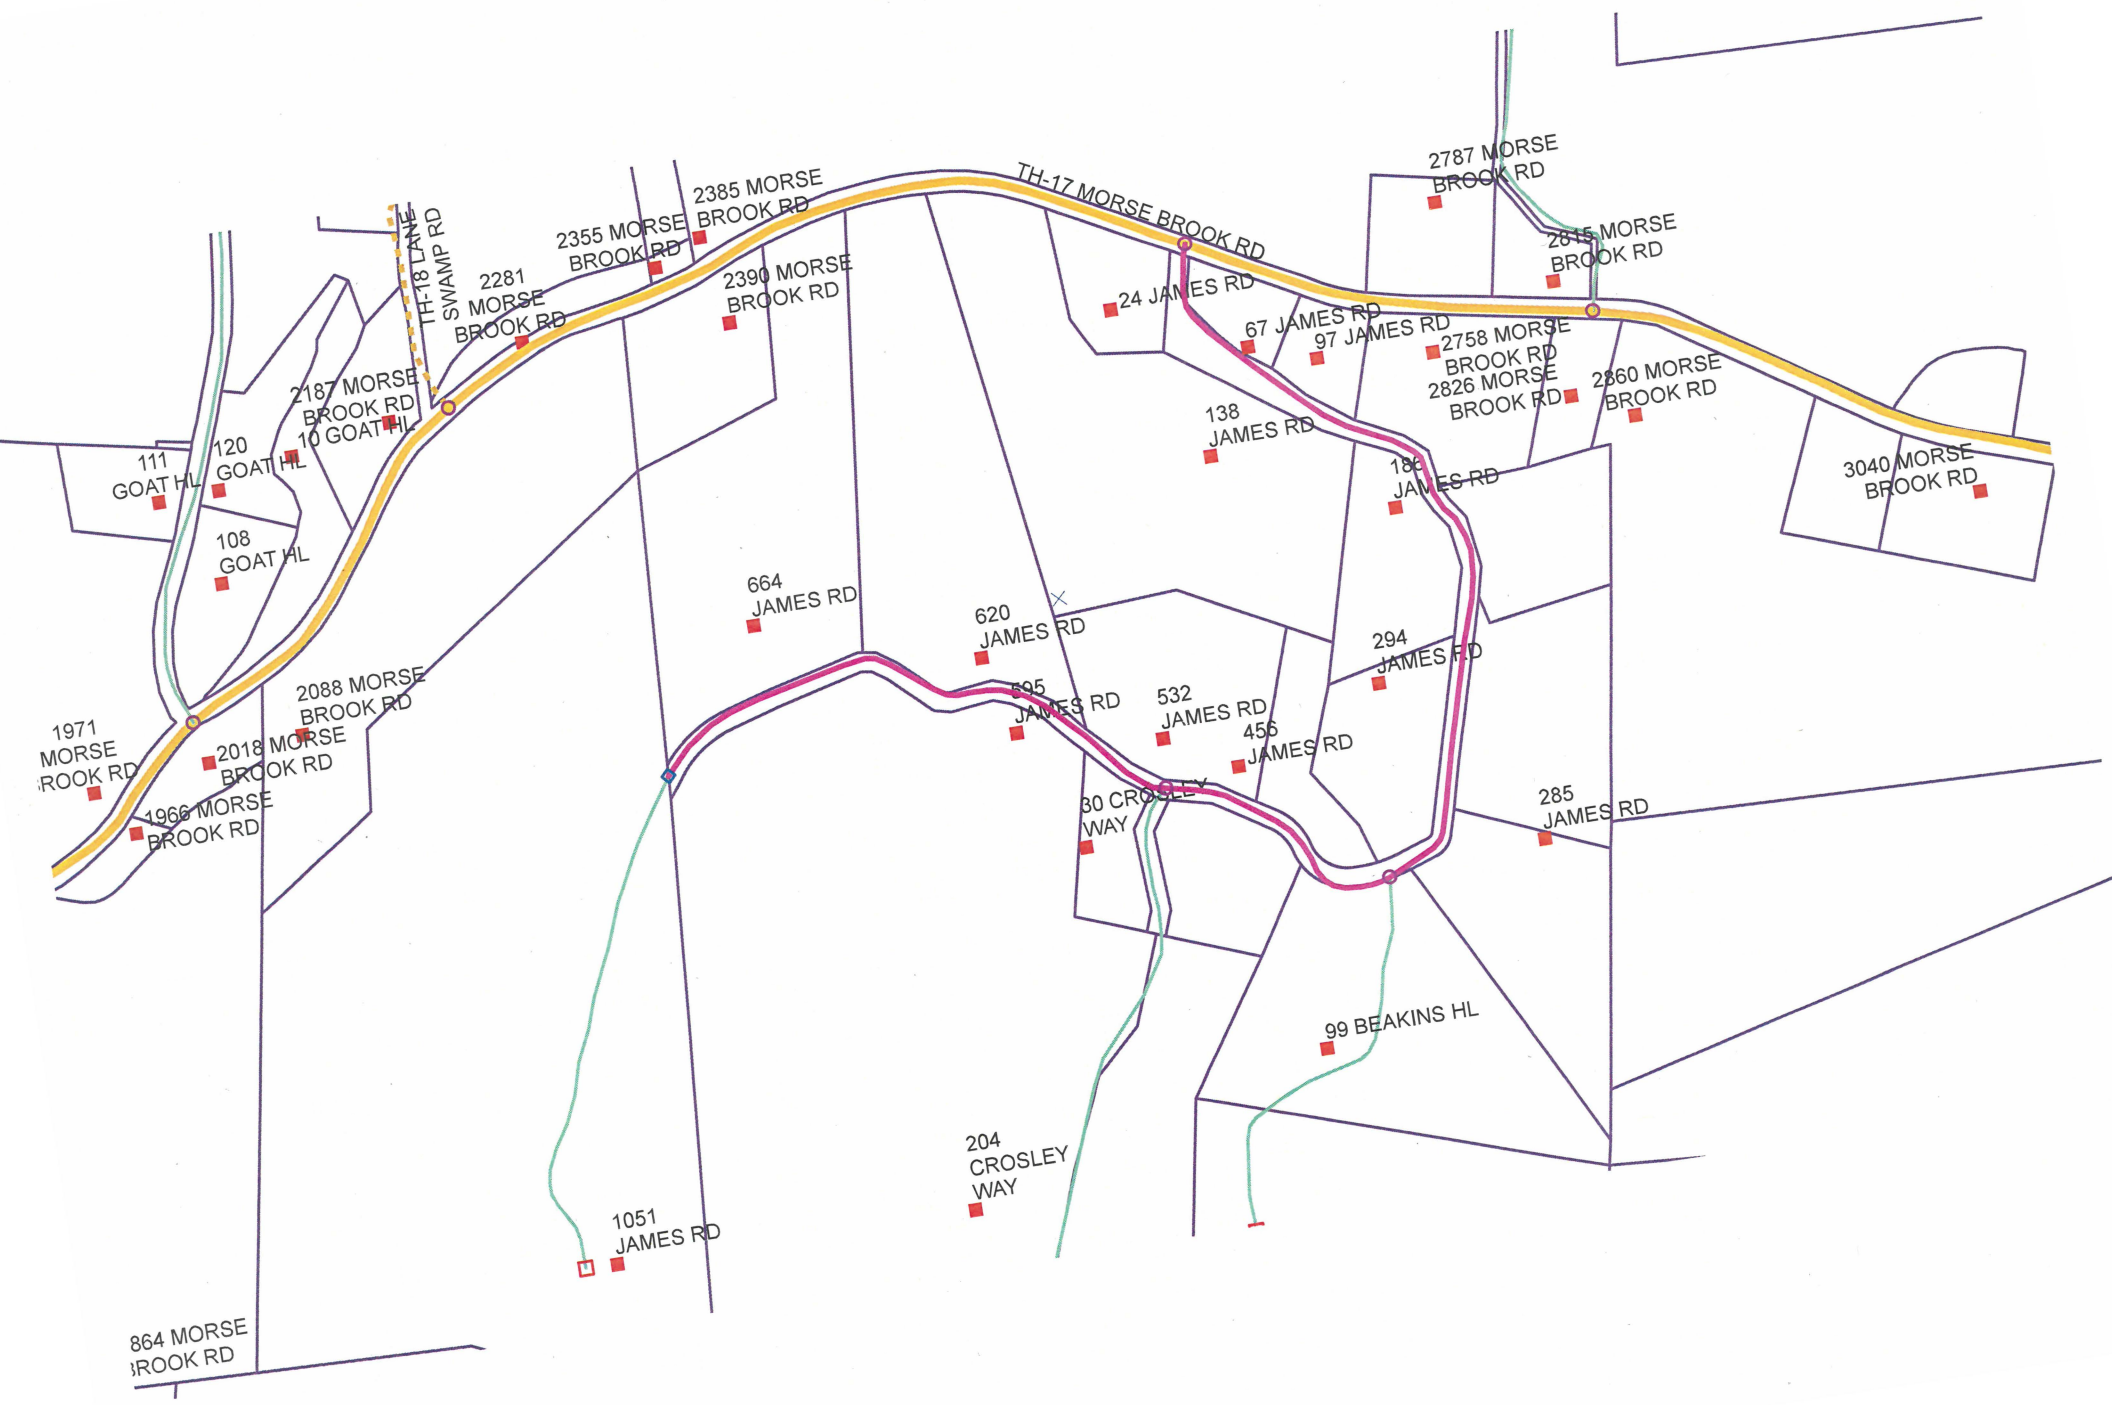 2787 MORSE
BROOK RD
TH-17 MORSE BROOK RD
2385 MORSE
BROOK RD
2355 MORSE
BROOK RD
TH-18 LANE
SWAMP RD
2815 MORSE
BROOK RD
2281
MORSE
BROOK RD
2390 MORSE
BROOK RD
24 JAMES RD
67 JAMES RD
97 JAMES RD
2758 MORSE
BROOK RD
2826 MORSE
BROOK RD
2860 MORSE
BROOK RD
2187 MORSE
BROOK RD
10 GOAT HL
120
GOAT HL
111
GOAT HL
138
JAMES RD
186
JAMES RD
3040 MORSE
BROOK RD
108
GOAT HL
664
JAMES RD
620
JAMES RD
294
JAMES RD
2088 MORSE
BROOK RD
595
JAMES RD
532
JAMES RD
456
JAMES RD
1971
MORSE
ROOK RD
2018 MORSE
BROOK RD
1966 MORSE
BROOK RD
30 CROSLEY
WAY
285
JAMES RD
99 BEAKINS HL
204
CROSLEY
WAY
1051
JAMES RD
864 MORSE
BROOK RD